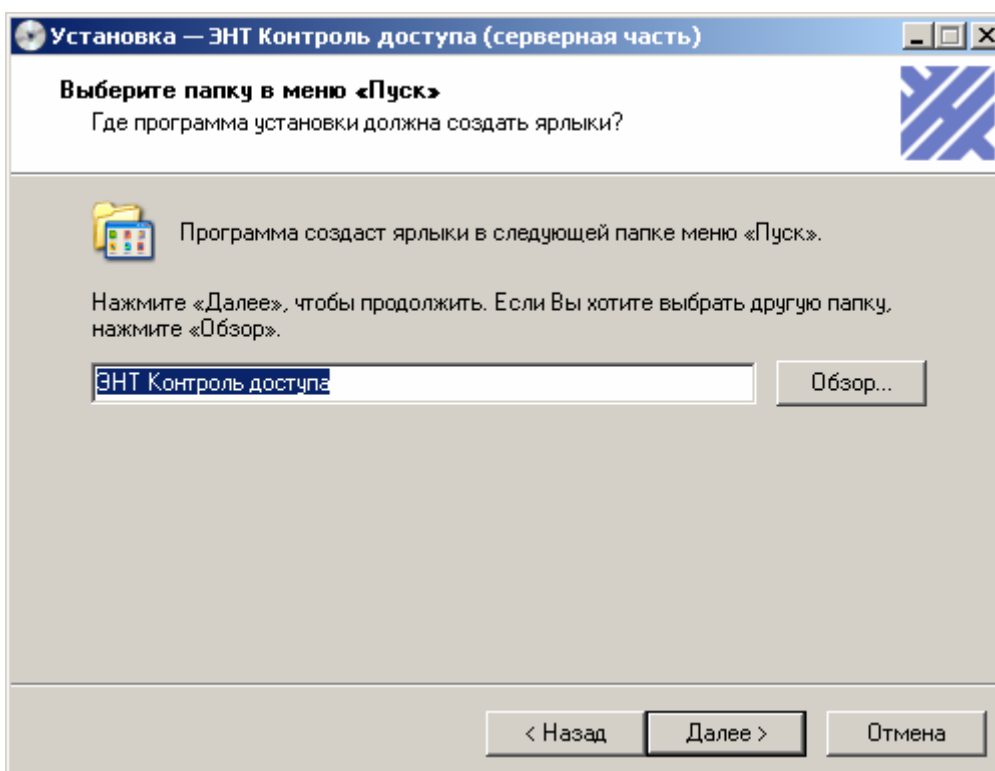 Установка — ЭНТ Контроль доступа (серверная часть)
Выберите папку в меню «Пуск»
Где программа установки должна создать ярлыки?
Программа создаст ярлыки в следующей папке меню «Пуск».
Нажмите «Далее», чтобы продолжить. Если Вы хотите выбрать другую папку,
нажмите «Обзор».
ЭНТ Контроль доступа
Обзор...
< Назад
Далее >
Отмена